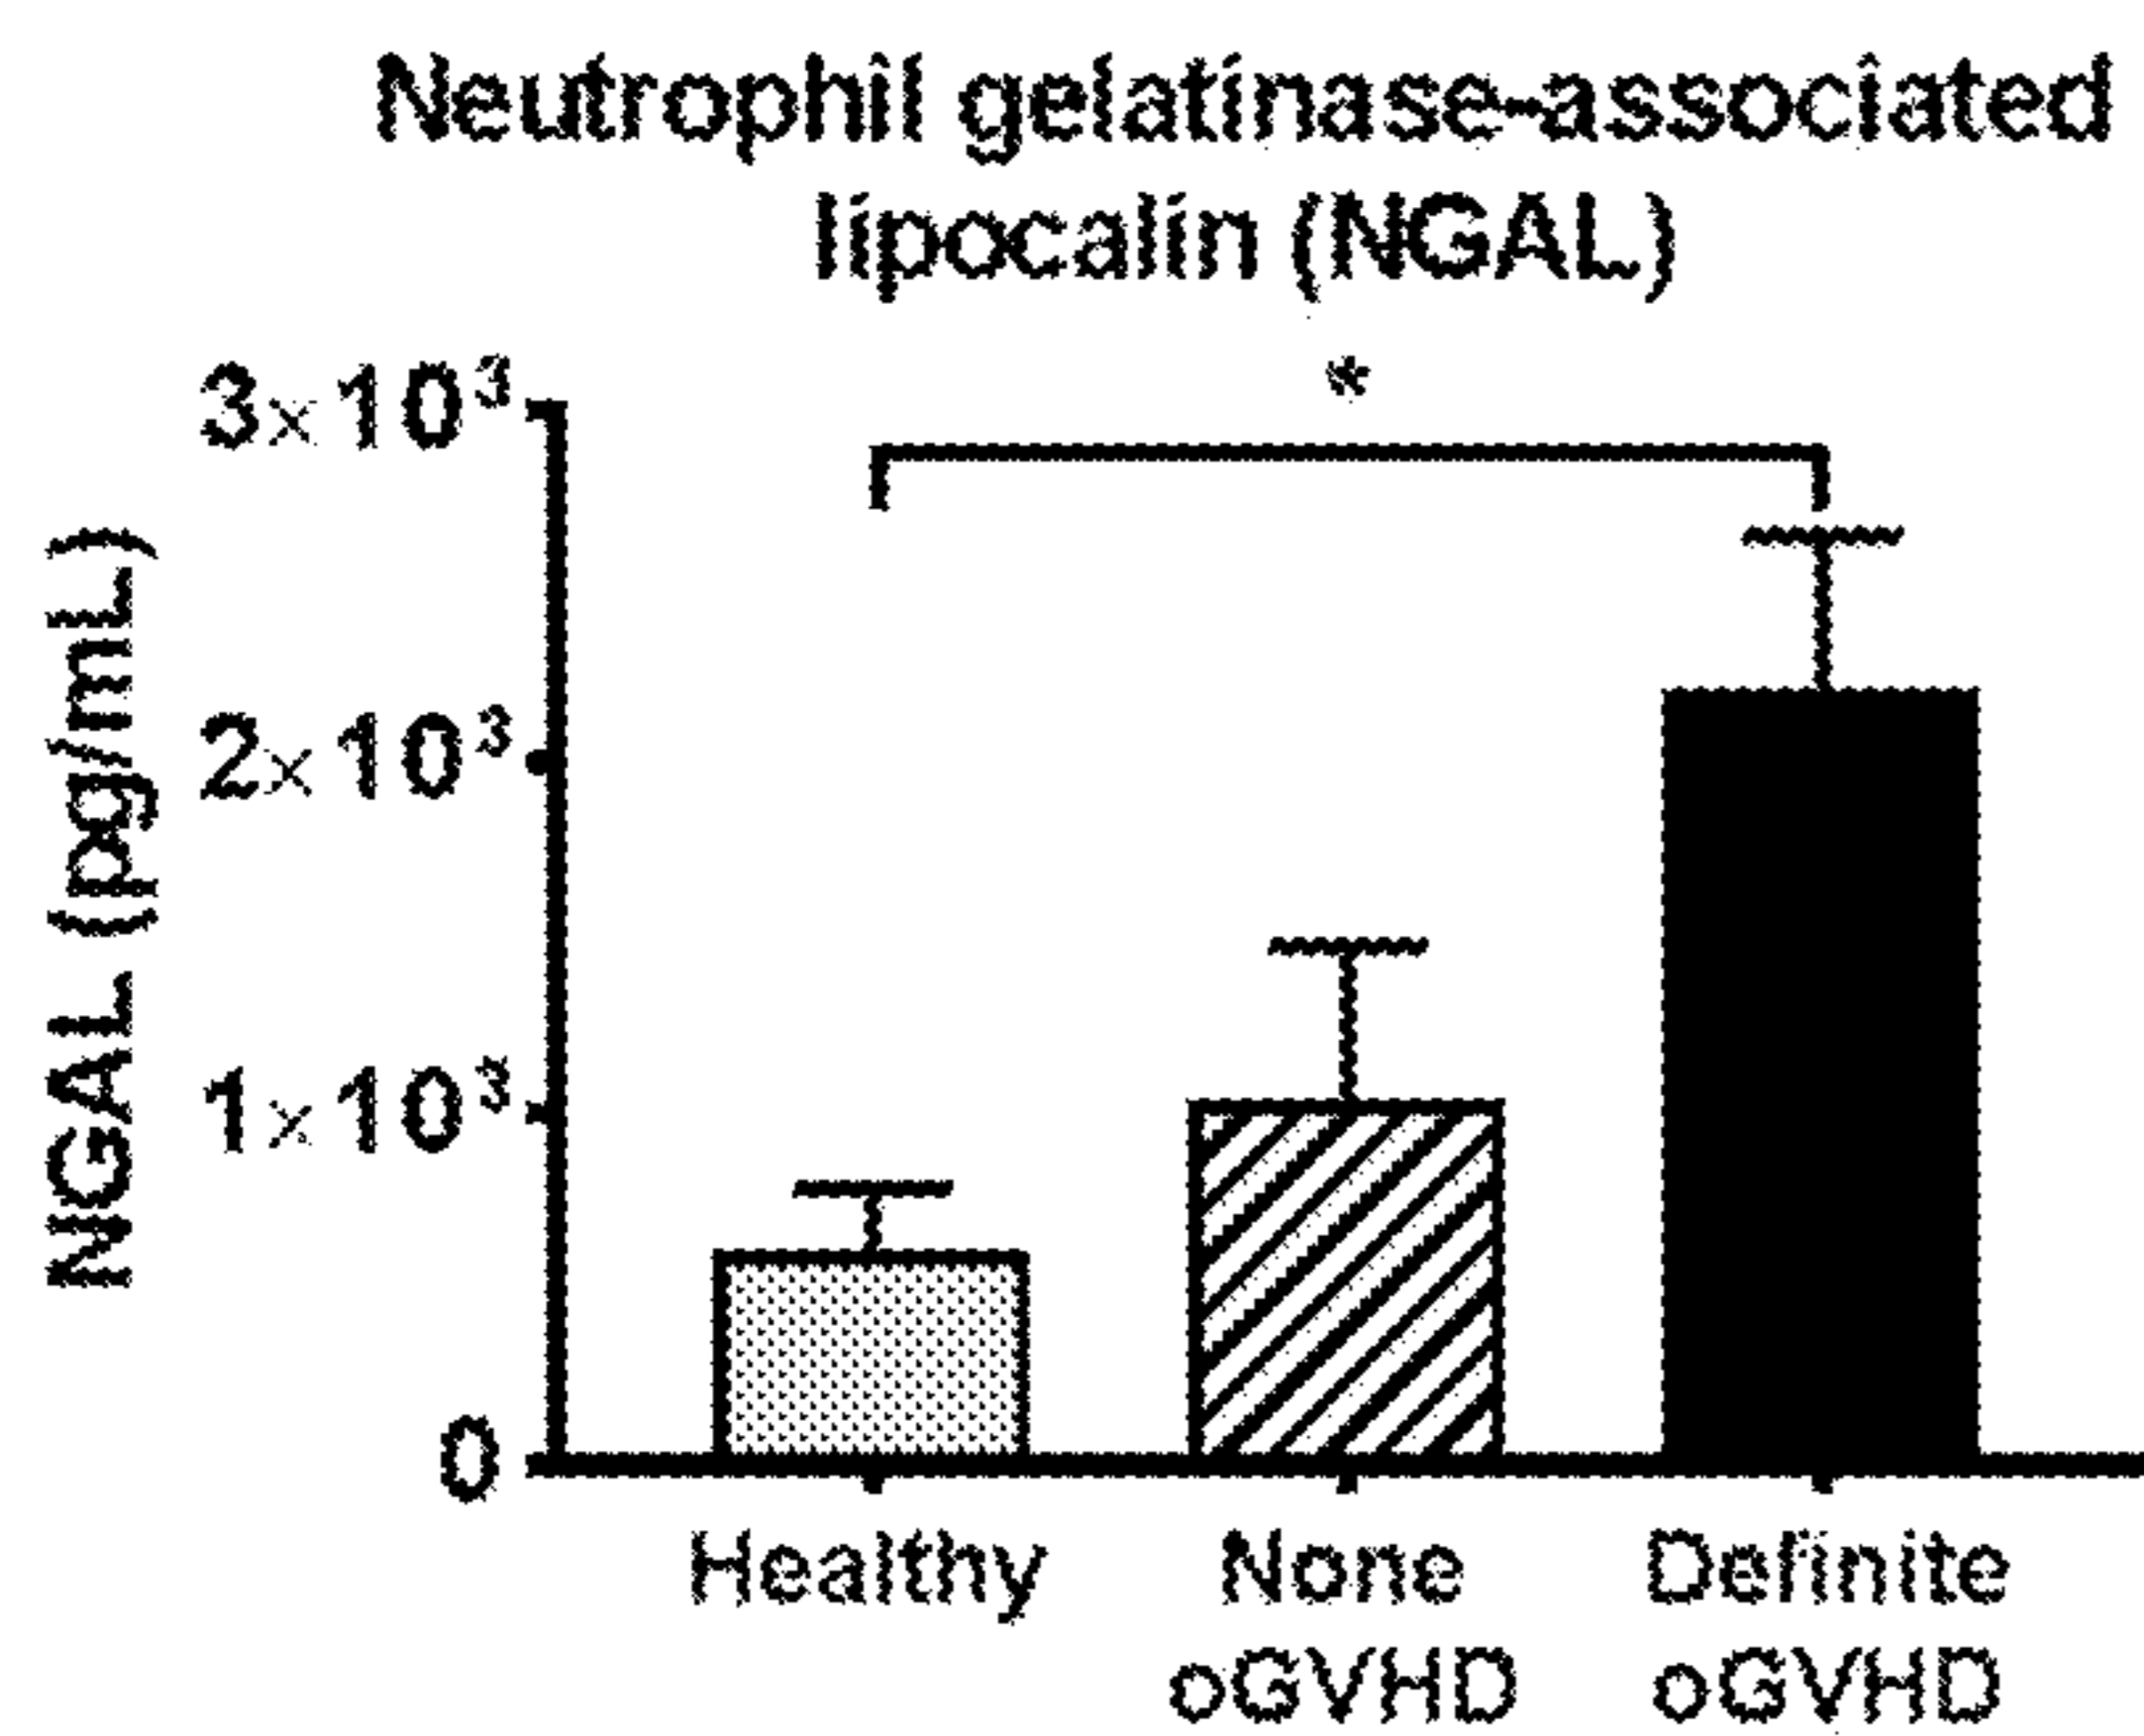 Neutrophil gelatinase-associated
lipocalin (NGAL)
*
3×10³
2×10³
1×10³
0
NGAL (pg/mL)
Healthy
None
oGVHD
Definite
oGVHD